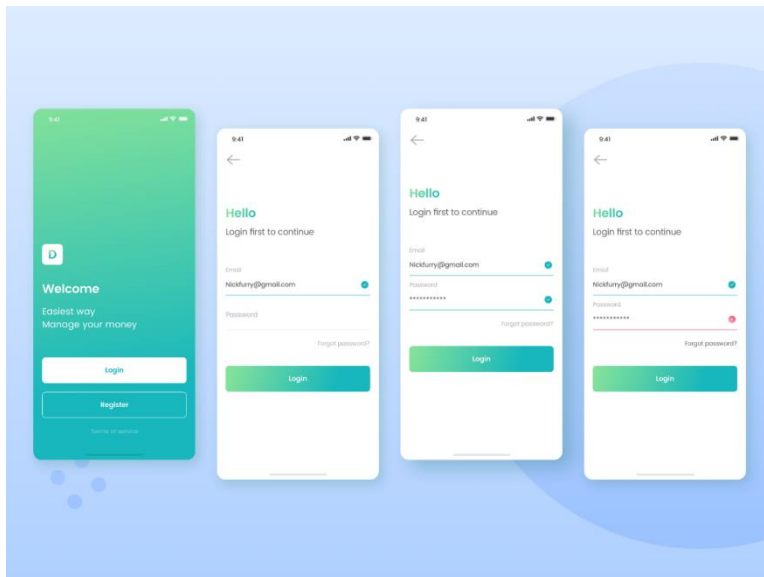 9:41
D
Welcome
Easiest way
Manage your money
Login
Register
Terms of service
9:41
Hello
Login first to continue
Email
Nickfurry@gmail.com
Password
Forgot password?
Login
9:41
Hello
Login first to continue
Email
Nickfurry@gmail.com
Password
***********
Forgot password?
Login
9:41
Hello
Login first to continue
Email
Nickfurry@gmail.com
Password
***********
Forgot password?
Login